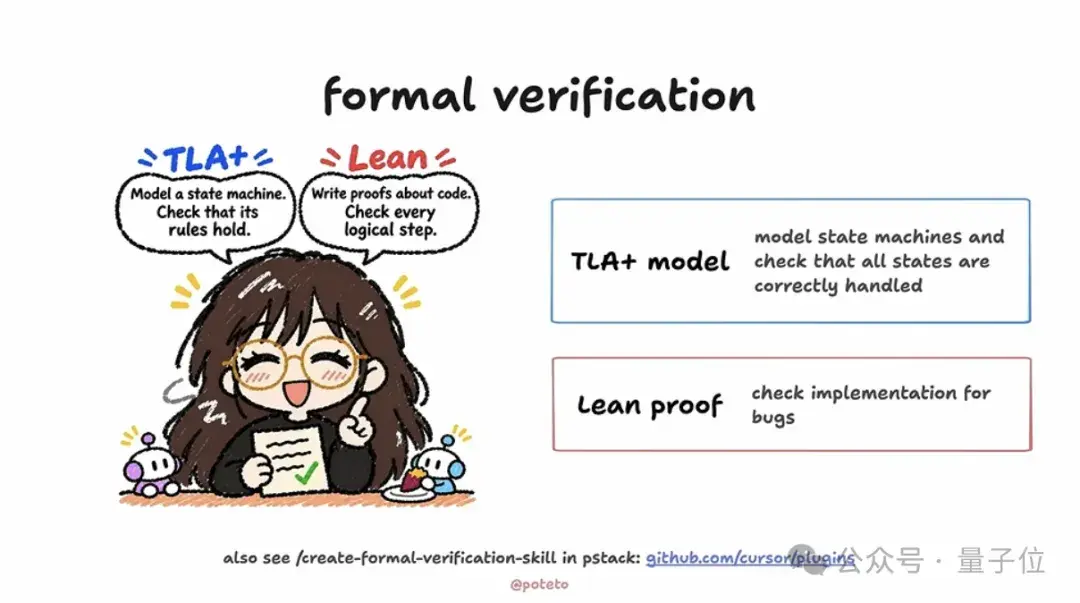 formal verification
TLA+
Model a state machine.
Check that its
rules hold.
Lean
Write proofs about code.
Check every
logical step.
TLA+ model
model state machines and
check that all states are
correctly handled
Lean proof
check implementation for
bugs
also see /create-formal-verification-skill in pstack: github.com/cursor/plugins
公众号 · 量子位
@poteto